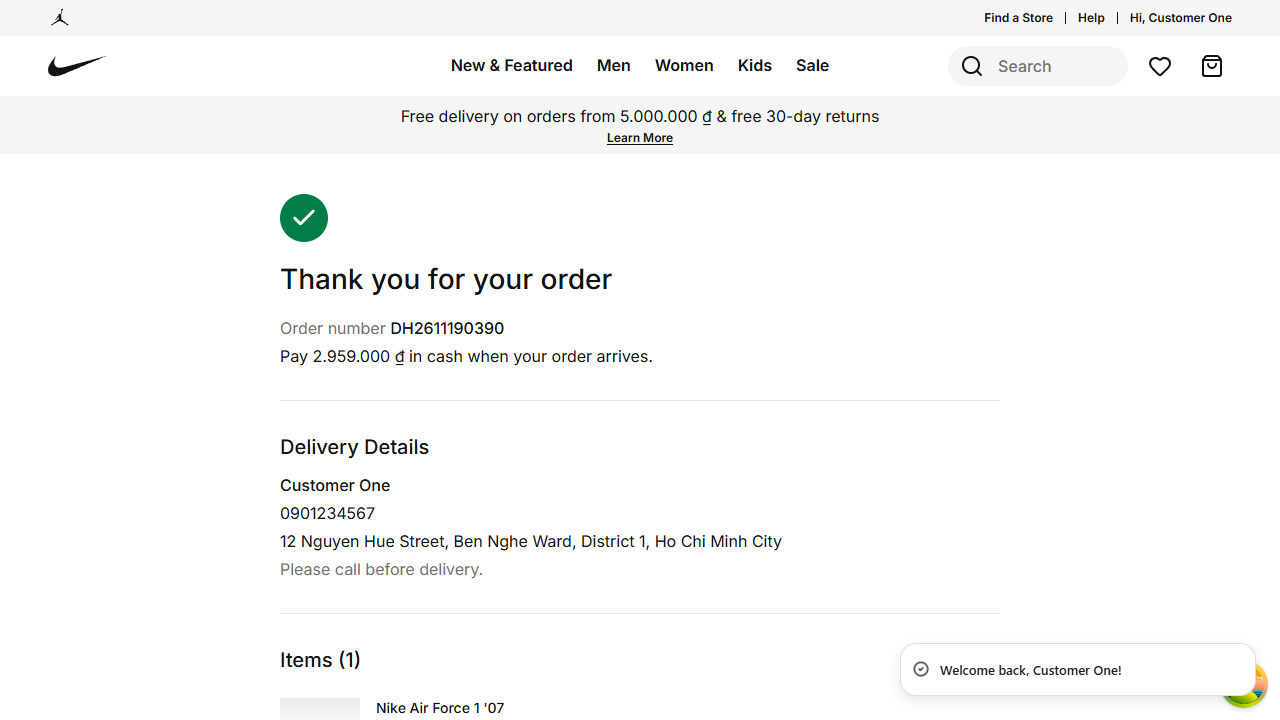 Find a Store
Help
Hi, Customer One
New & Featured
Men
Women
Kids
Sale
Search
Free delivery on orders from 5.000.000 ₫ & free 30-day returns
Learn More
Thank you for your order
Order number DH2611190390
Pay 2.959.000 ₫ in cash when your order arrives.
Delivery Details
Customer One
0901234567
12 Nguyen Hue Street, Ben Nghe Ward, District 1, Ho Chi Minh City
Please call before delivery.
Items (1)
Nike Air Force 1 '07
Welcome back, Customer One!